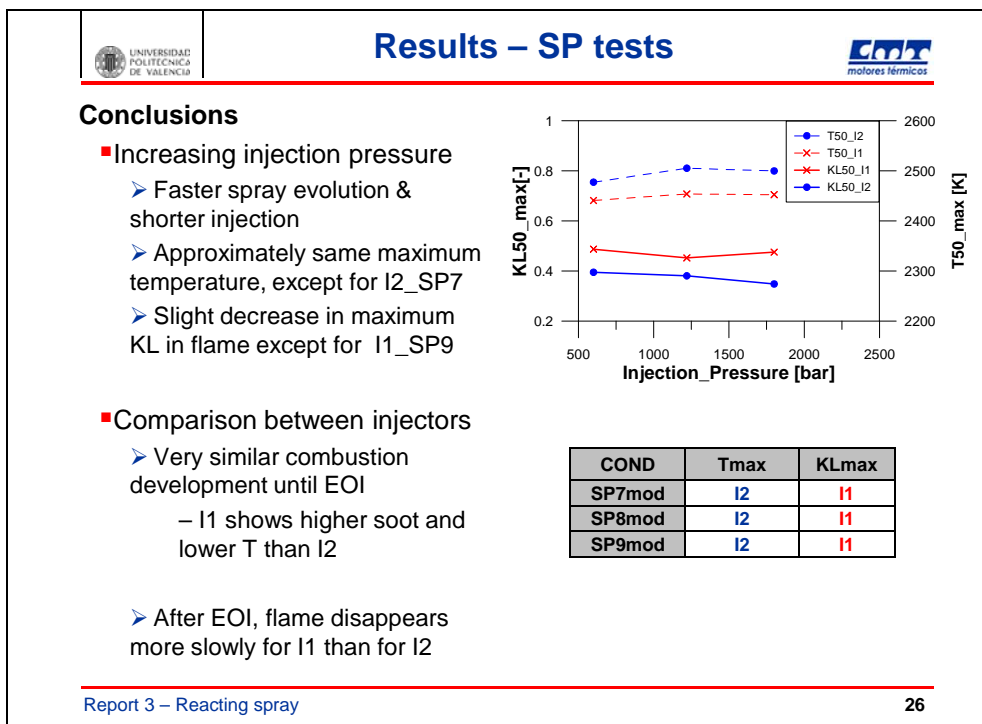 UNIVERSIDAD
POLITECNICA
DE VALENCIA
Results – SP tests
CMT
motores térmicos
Conclusions
Increasing injection pressure
Faster spray evolution &
shorter injection
Approximately same maximum
temperature, except for I2_SP7
Slight decrease in maximum
KL in flame except for I1_SP9
Comparison between injectors
Very similar combustion
development until EOI
– I1 shows higher soot and
lower T than I2
After EOI, flame disappears
more slowly for I1 than for I2
1
0.8
0.6
0.4
0.2
KL50_max[-]
2600
2500
2400
2300
2200
T50_max [K]
T50_I2
T50_I1
KL50_I1
KL50_I2
500 1000 1500 2000 2500
Injection_Pressure [bar]
COND Tmax KLmax
SP7mod I2 I1
SP8mod I2 I1
SP9mod I2 I1
Report 3 – Reacting spray
26